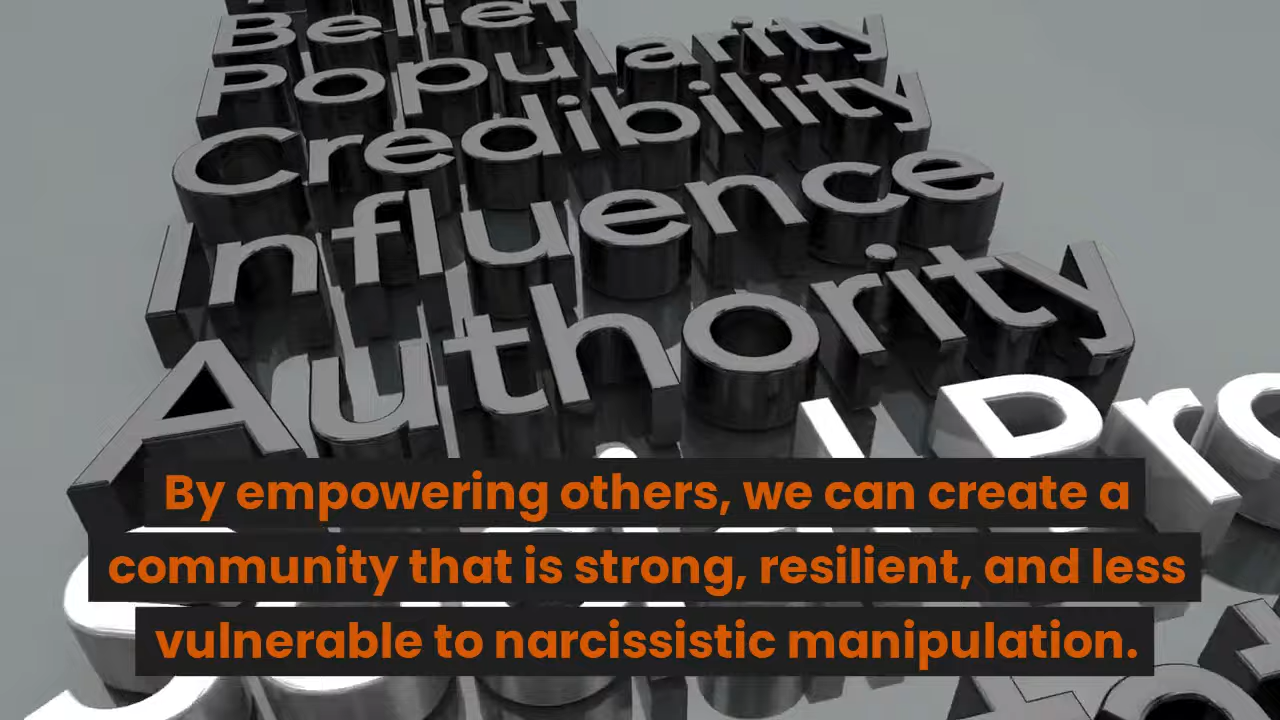 Belief
Popularity
Credibility
Influence
Authority
By empowering others, we can create a
community that is strong, resilient, and less
vulnerable to narcissistic manipulation.